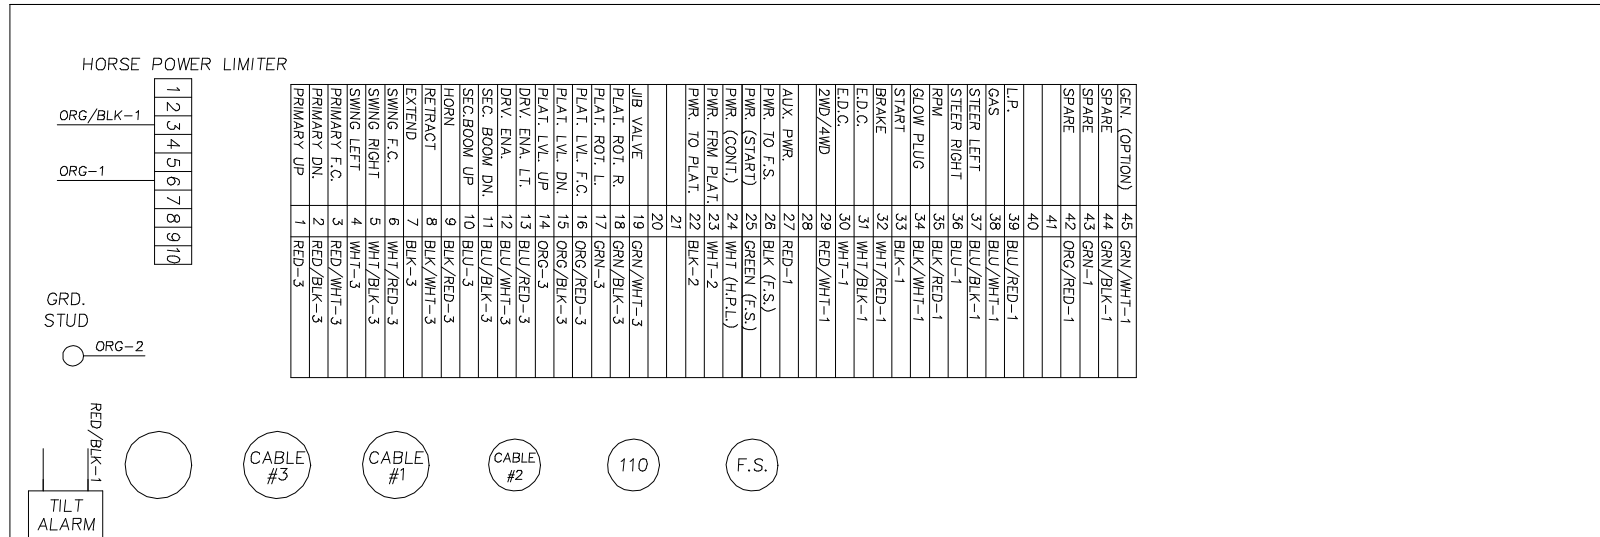 HORSE POWER LIMITER
1
2
3
4
5
6
7
8
9
10
ORG/BLK-1
ORG-1
GRD.
STUD
ORG-2
PRIMARY UP 1 RED-3
PRIMARY DN. 2 RED/BLK-3
PRIMARY F.C. 3 RED/WHT-3
SWING LEFT 4 WHT-3
SWING RIGHT 5 WHT/BLK-3
SWING F.C. 6 WHT/RED-3
EXTEND 7 BLK-3
RETRACT 8 BLK/WHT-3
HORN 9 BLK/RED-3
SEC.BOOM UP 10 BLU-3
SEC. BOOM DN. 11 BLU/BLK-3
DRV. ENA. 12 BLU/WHT-3
DRV. ENA. LT. 13 BLU/RED-3
PLAT. LVL. UP 14 ORG-3
PLAT. LVL. DN. 15 ORG/BLK-3
PLAT. LVL. F.C. 16 ORG/RED-3
PLAT. ROT. L. 17 GRN-3
PLAT. ROT. R. 18 GRN/BLK-3
JIB VALVE 19 GRN/WHT-3
20
21
PWR. TO PLAT. 22 BLK-2
PWR. FRM PLAT. 23 WHT-2
PWR. (CONT.) 24 WHT (H.P.L.)
PWR. (START) 25 GREEN (F.S.)
PWR. TO F.S. 26 BLK (F.S.)
AUX. PWR. 27 RED-1
28
2WD/4WD 29 RED/WHT-1
E.D.C. 30 WHT-1
E.D.C. 31 WHT/BLK-1
BRAKE 32 WHT/RED-1
START 33 BLK-1
GLOW PLUG 34 BLK/WHT-1
RPM 35 BLK/RED-1
STEER RIGHT 36 BLU-1
STEER LEFT 37 BLU/BLK-1
GAS 38 BLU/WHT-1
L.P. 39 BLU/RED-1
40
41
SPARE 42 ORG/RED-1
SPARE 43 GRN-1
SPARE 44 GRN/BLK-1
GEN. (OPTION) 45 GRN/WHT-1
RED/BLK-1
TILT
ALARM
CABLE
#3
CABLE
#1
CABLE
#2
110
F.S.